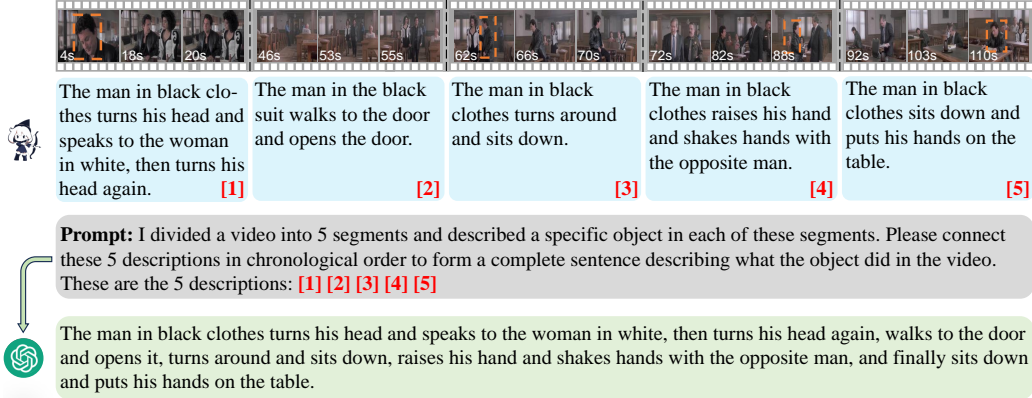 4s 18s 20s 46s 53s 55s 62s 66s 70s 72s 82s 88s 92s 103s 110s
The man in black clo-
thes turns his head and
speaks to the woman
in white, then turns his
head again. [1]
The man in the black
suit walks to the door
and opens the door.
[2]
The man in black
clothes turns around
and sits down.
[3]
The man in black
clothes raises his hand
and shakes hands with
the opposite man.
[4]
The man in black
clothes sits down and
puts his hands on the
table.
[5]
Prompt: I divided a video into 5 segments and described a specific object in each of these segments. Please connect
these 5 descriptions in chronological order to form a complete sentence describing what the object did in the video.
These are the 5 descriptions: [1] [2] [3] [4] [5]
The man in black clothes turns his head and speaks to the woman in white, then turns his head again, walks to the door
and opens it, turns around and sits down, raises his hand and shakes hands with the opposite man, and finally sits down
and puts his hands on the table.